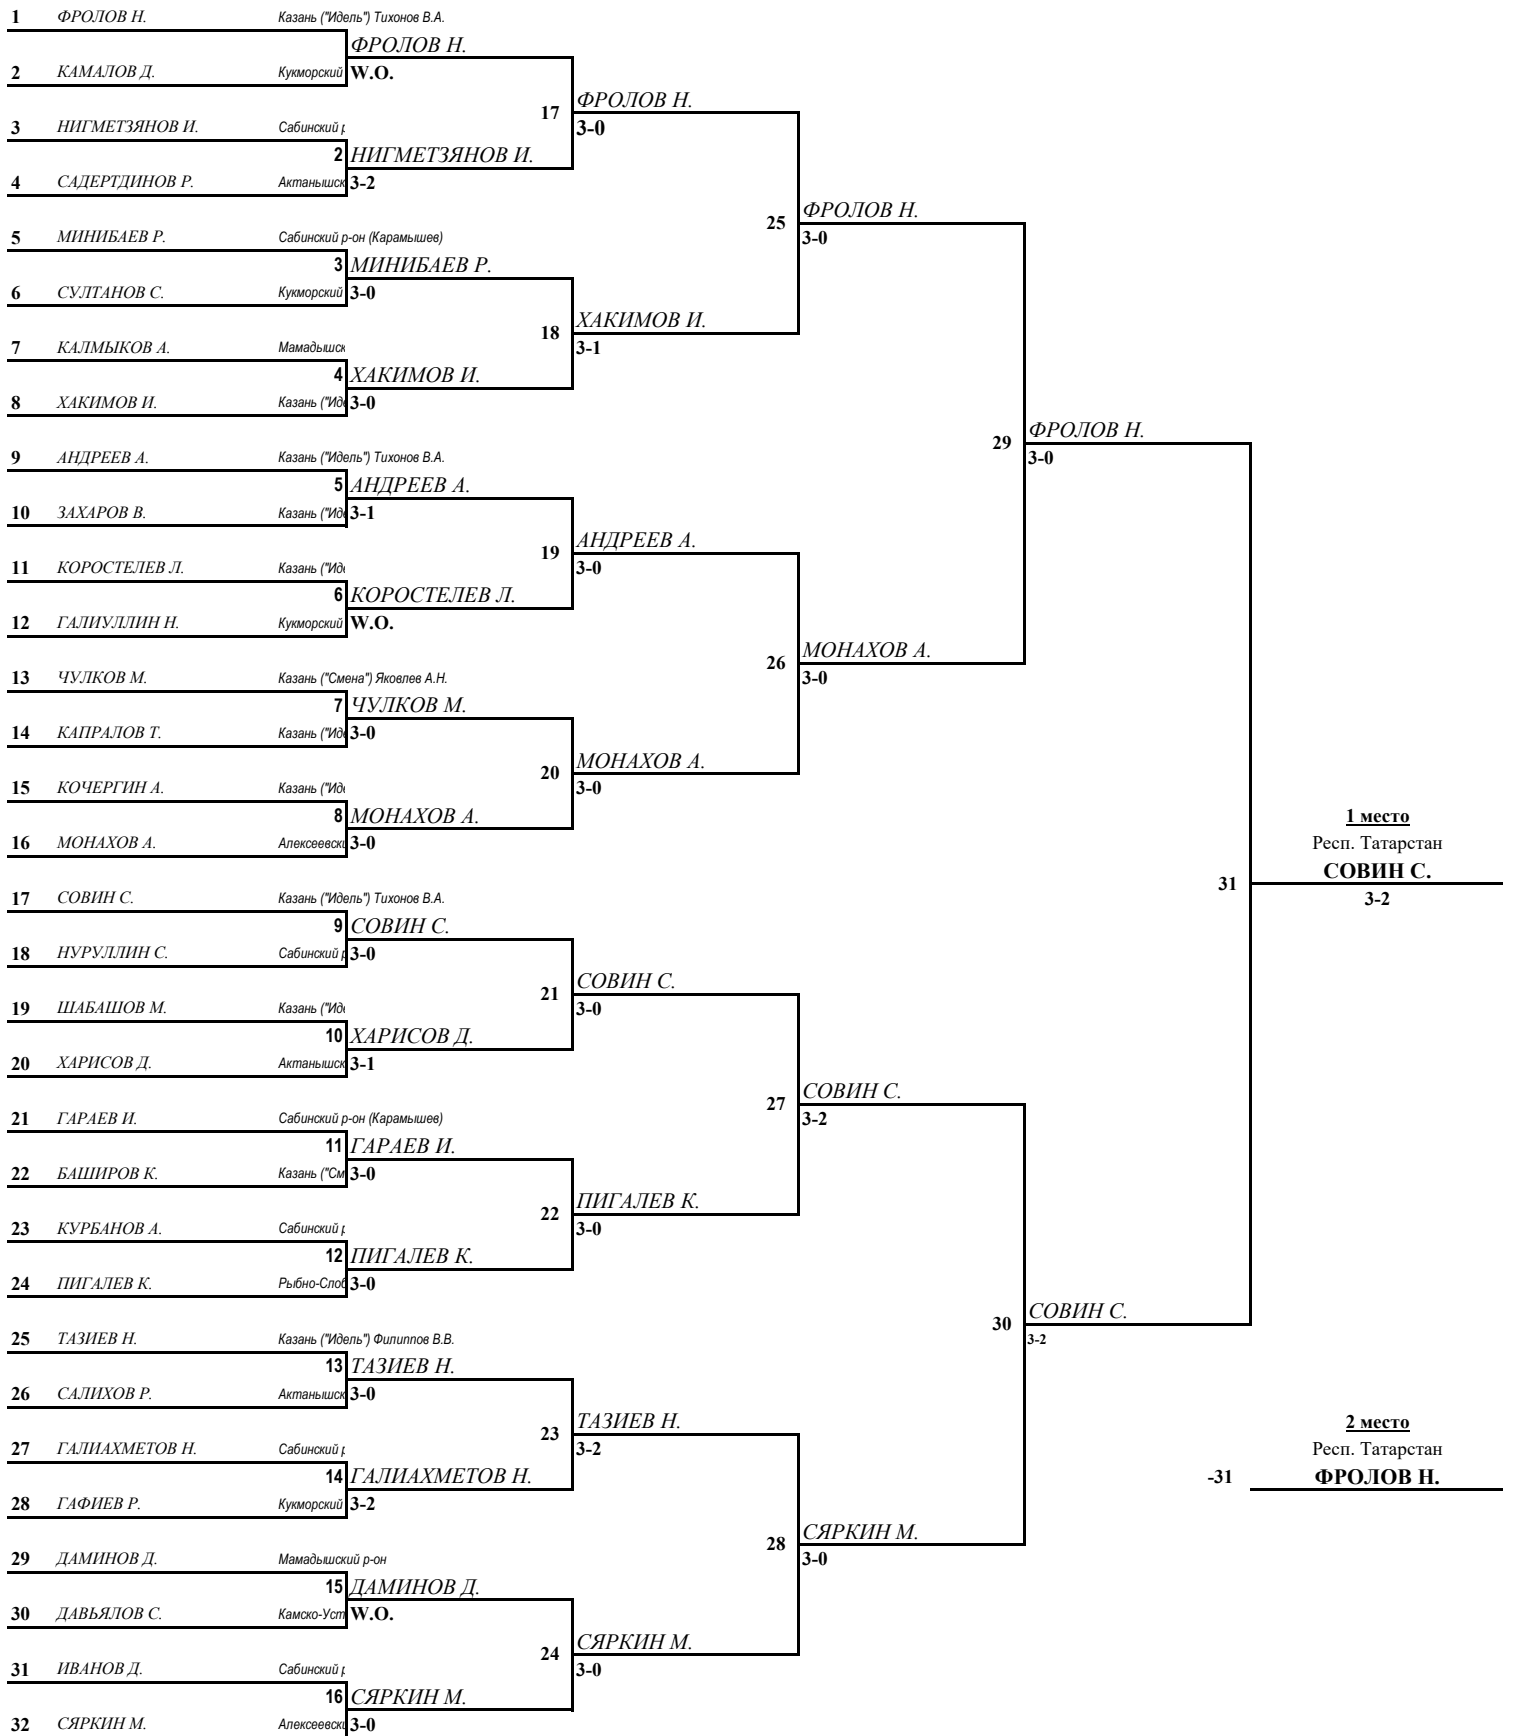 1 ФРОЛОВ Н. Казань ("Идель") Тихонов В.А.
ФРОЛОВ Н.
2 КАМАЛОВ Д. Кукморский W.O.
17 ФРОЛОВ Н.
3 НИГМЕТЗЯНОВ И. Сабинский р 3-0
2 НИГМЕТЗЯНОВ И.
4 САДЕРТДИНОВ Р. Актанышск 3-2
25 ФРОЛОВ Н.
5 МИНИБАЕВ Р. Сабинский р-он (Карамышев) 3-0
3 МИНИБАЕВ Р.
6 СУЛТАНОВ С. Кукморский 3-0
18 ХАКИМОВ И.
7 КАЛМЫКОВ А. Мамадышск 3-1
4 ХАКИМОВ И.
8 ХАКИМОВ И. Казань ("Иде 3-0
29 ФРОЛОВ Н.
9 АНДРЕЕВ А. Казань ("Идель") Тихонов В.А. 3-0
5 АНДРЕЕВ А.
10 ЗАХАРОВ В. Казань ("Иде 3-1
19 АНДРЕЕВ А.
11 КОРОСТЕЛЕВ Л. Казань ("Иде 3-0
6 КОРОСТЕЛЕВ Л.
12 ГАЛИУЛЛИН Н. Кукморский W.O.
26 МОНАХОВ А.
13 ЧУЛКОВ М. Казань ("Смена") Яковлев А.Н. 3-0
7 ЧУЛКОВ М.
14 КАПРАЛОВ Т. Казань ("Иде 3-0
20 МОНАХОВ А.
15 КОЧЕРГИН А. Казань ("Иде 3-0
8 МОНАХОВ А. 1 место
16 МОНАХОВ А. Алексеевски 3-0 Респ. Татарстан
31 СОВИН С.
17 СОВИН С. Казань ("Идель") Тихонов В.А. 3-2
9 СОВИН С.
18 НУРУЛЛИН С. Сабинский р 3-0
21 СОВИН С.
19 ШАБАШОВ М. Казань ("Иде 3-0
10 ХАРИСОВ Д.
20 ХАРИСОВ Д. Актанышск 3-1
27 СОВИН С.
21 ГАРАЕВ И. Сабинский р-он (Карамышев) 3-2
11 ГАРАЕВ И.
22 БАШИРОВ К. Казань ("См 3-0
22 ПИГАЛЕВ К.
23 КУРБАНОВ А. Сабинский р 3-0
12 ПИГАЛЕВ К.
24 ПИГАЛЕВ К. Рыбно-Слоб 3-0
30 СОВИН С.
25 ТАЗИЕВ Н. Казань ("Идель") Филиппов В.В. 3-2
13 ТАЗИЕВ Н.
26 САЛИХОВ Р. Актанышск 3-0
23 ТАЗИЕВ Н. 2 место
27 ГАЛИАХМЕТОВ Н. Сабинский р 3-2 Респ. Татарстан
14 ГАЛИАХМЕТОВ Н. -31 ФРОЛОВ Н.
28 ГАФИЕВ Р. Кукморский 3-2
28 СЯРКИН М.
29 ДАМИНОВ Д. Мамадышский р-он 3-0
15 ДАМИНОВ Д.
30 ДАВЬЯЛОВ С. Камско-Уст W.O.
24 СЯРКИН М.
31 ИВАНОВ Д. Сабинский р 3-0
16 СЯРКИН М.
32 СЯРКИН М. Алексеевски 3-0